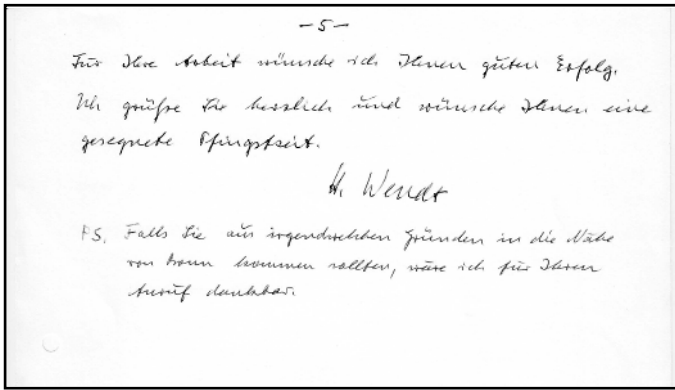 - 5 -
Für Ihre Arbeit wünsche ich Ihnen guten Erfolg.
Ich grüße Sie herzlich und wünsche Ihnen eine
gesegnete Pfingstzeit.
H. Wendt
PS. Falls Sie aus irgendwelchen Gründen in die Nähe
von Bonn kommen sollten, wäre ich für Ihren
Anruf dankbar.